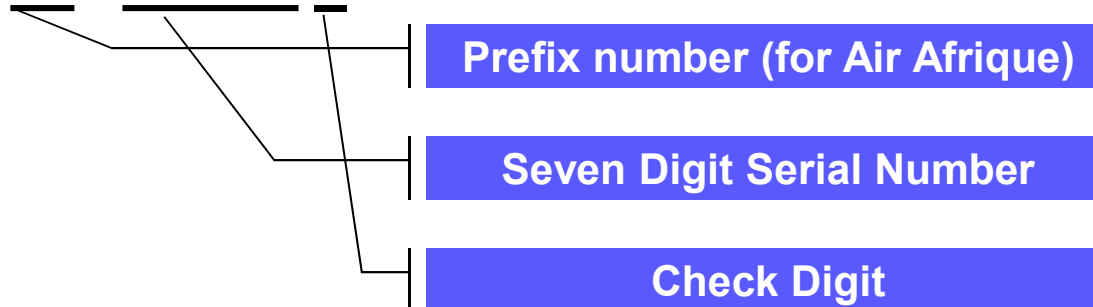 Prefix number (for Air Afrique)
Seven Digit Serial Number
Check Digit